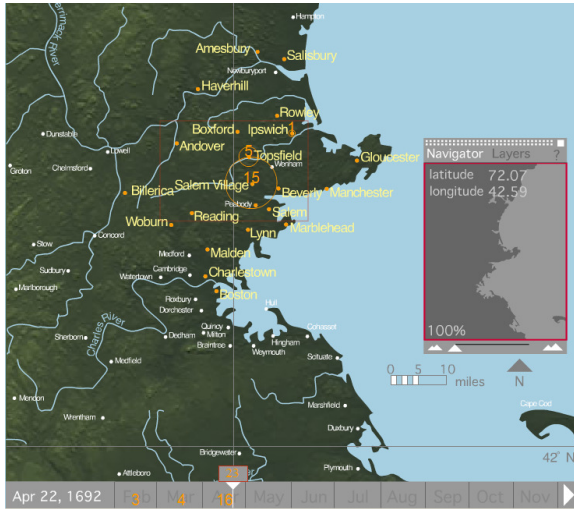 Hampton
Merrimack River
Amesbury
Salisbury
Newburyport
Haverhill
Rowley
Boxford
Ipswich
1
Dunstable
Andover
5
Topsfield
Lowell
Wenham
Gloucester
Groton
Chelmsford
15
Salem Village
Billerica
Beverly
Manchester
Peabody
Reading
Salem
Woburn
Lynn
Marblehead
Concord
Stow
Malden
Medford
Sudbury
Cambridge
Watertown
Charlestown
Marlborough
Boston
Roxbury
Hull
Dorchester
Charles River
Quincy
Cohasset
Sherborn
Dedham
Milton
Hingham
Braintree
Weymouth
Scituate
Medfield
Mendon
Marshfield
Wrentham
Duxbury
Bridgewater
Attleboro
Plymouth
Navigator Layers ?
latitude 72.07
longitude 42.59
100%
0 5 10 miles
N
Cape Cod
42° N
23
Apr 22, 1692 Feb Mar Apr May Jun Jul Aug Sep Oct Nov
3 4 16